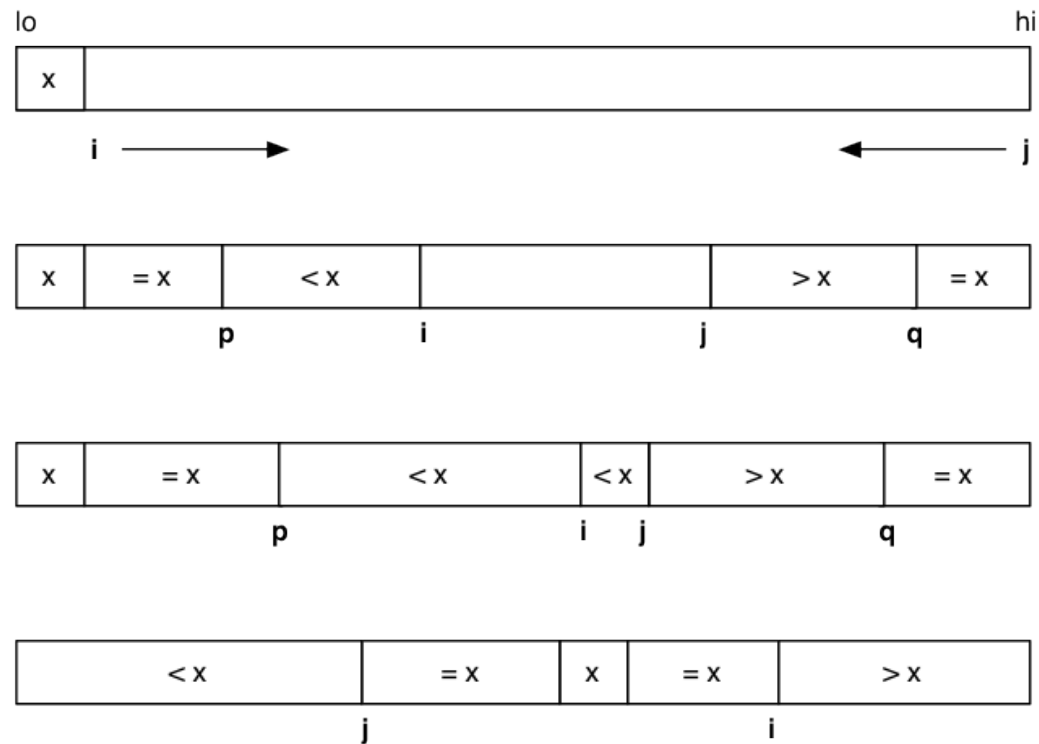 lo hi
x
i j
x = x < x > x = x
p i j q
x = x < x < x > x = x
p i j q
< x = x x = x > x
j i